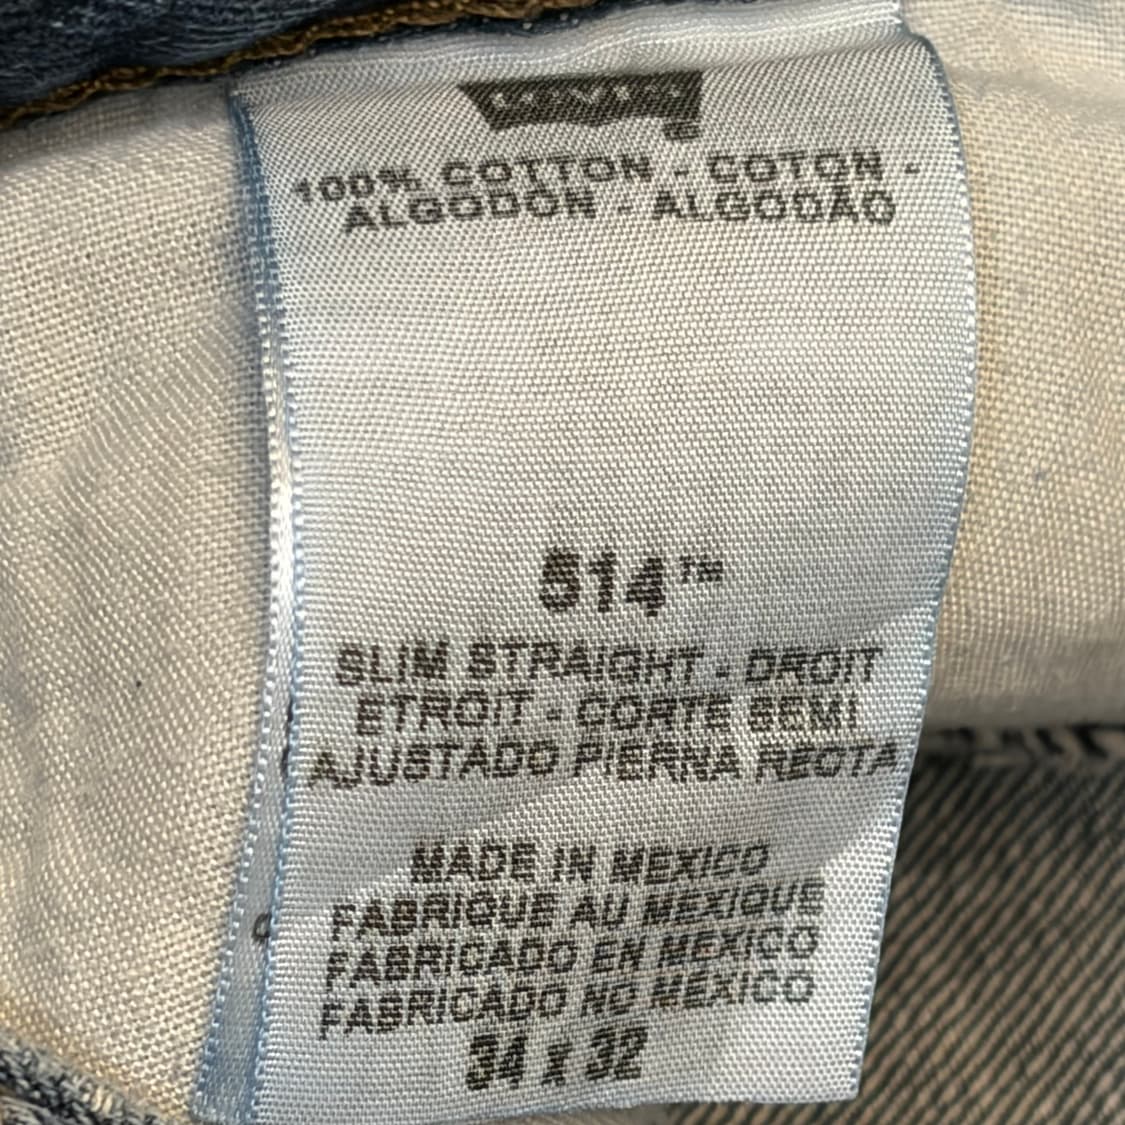 LEVI'S
100% COTTON - COTON -
ALGODON - ALGODÃO
514™
SLIM STRAIGHT - DROIT
ETROIT - CORTE SEMI
AJUSTADO PIERNA RECTA
MADE IN MEXICO
FABRIQUE AU MEXIQUE
FABRICADO EN MEXICO
FABRICADO NO MEXICO
34 x 32